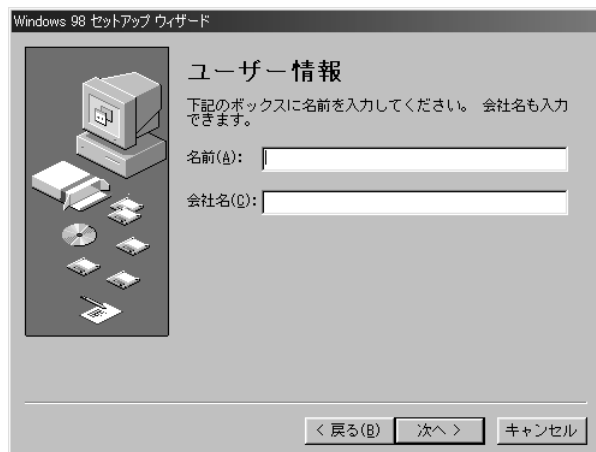 Windows 98 セットアップ ウィザード
ユーザー情報
下記のボックスに名前を入力してください。 会社名も入力
できます。
名前(A):
会社名(C):
< 戻る(B)
次へ >
キャンセル